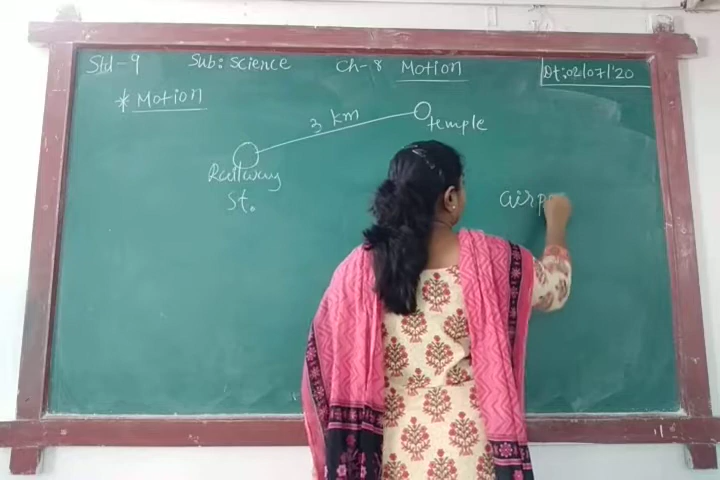 Std-9 Sub: Science Ch-8 Motion Dt:02/07/'20
* Motion
3 km
temple
Railway
St.
airp